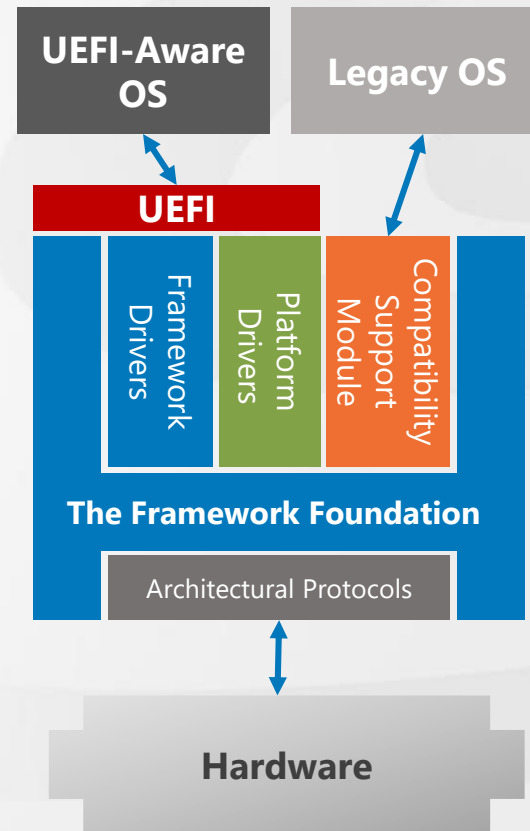 UEFI-Aware
OS
Legacy OS
UEFI
Framework
Drivers
Platform
Drivers
Compatibility
Support
Module
The Framework Foundation
Architectural Protocols
Hardware